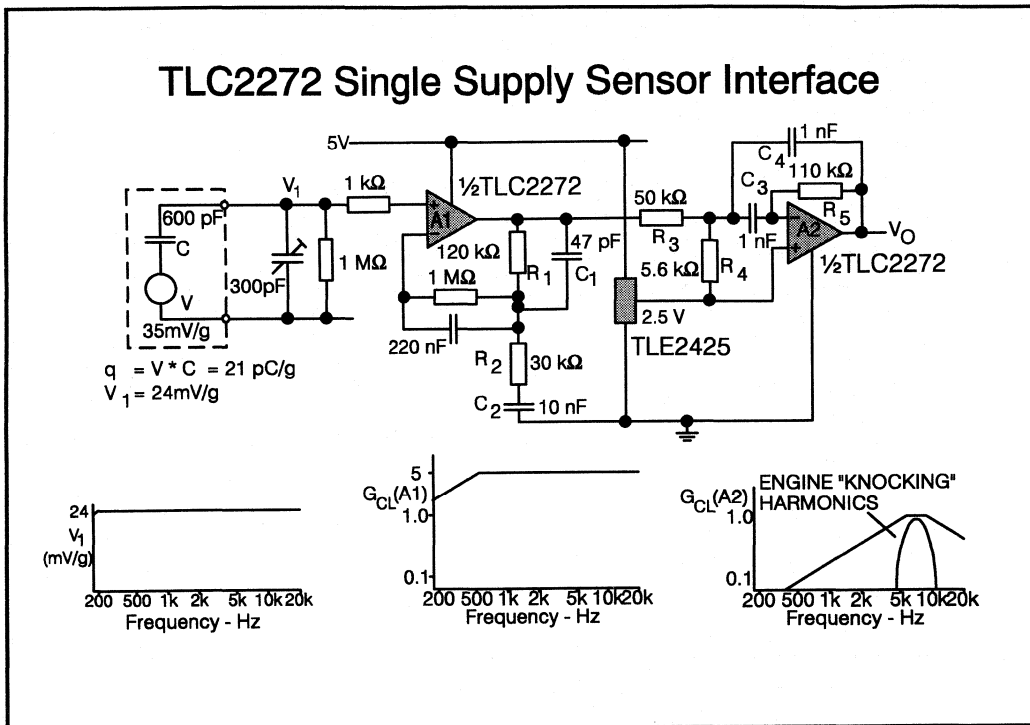 TLC2272 Single Supply Sensor Interface
5V
1 nF
C4
110 kΩ
600 pF
V1
1 kΩ
½TLC2272
C3
R5
+
A1
50 kΩ
−
A2
+
VO
C
120 kΩ
47 pF
R3
1 nF
½TLC2272
300pF
1 MΩ
1 MΩ
R1
C1
5.6 kΩ
R4
V
35mV/g
220 nF
2.5 V
TLE2425
q = V * C = 21 pC/g
V1 = 24mV/g
R2
30 kΩ
C2
10 nF
24
V1
(mV/g)
200 500 1k 2k 5k 10k 20k
Frequency - Hz
5
GCL(A1)
1.0
0.1
200 500 1k 2k 5k 10k 20k
Frequency - Hz
ENGINE "KNOCKING"
HARMONICS
GCL(A2)
1.0
0.1
200 500 1k 2k 5k 10k 20k
Frequency - Hz